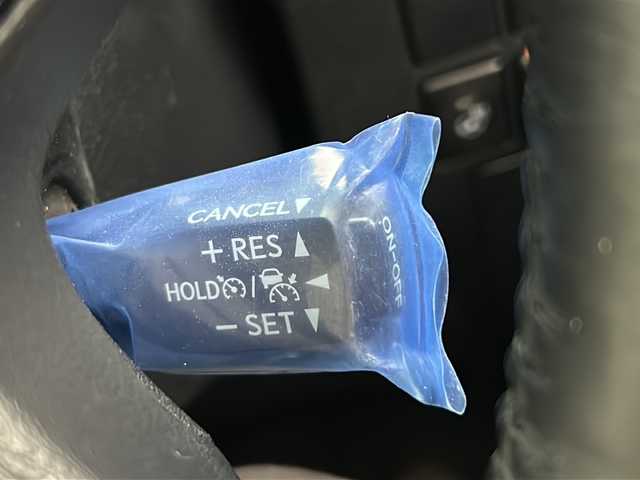 CANCEL
+ RES
HOLD /
- SET
ON-OFF